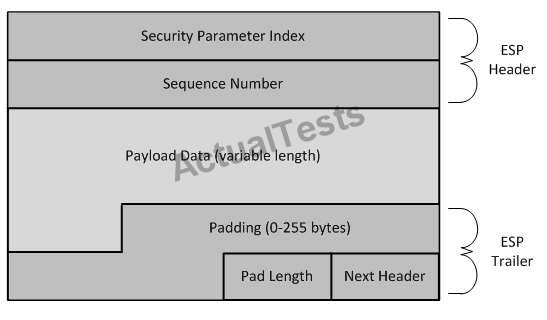 Security Parameter Index
ESP
Header
Sequence Number
ActualTests
Payload Data (variable length)
Padding (0-255 bytes)
ESP
Trailer
Pad Length
Next Header